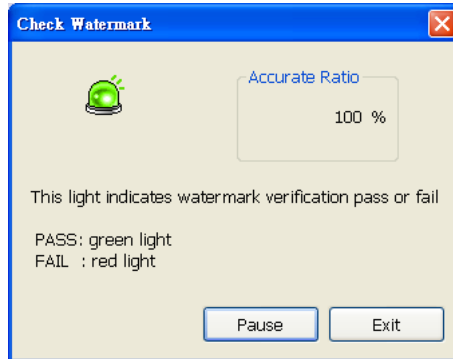 Check Watermark
Accurate Ratio
100 %
This light indicates watermark verification pass or fail
PASS: green light
FAIL : red light
Pause
Exit